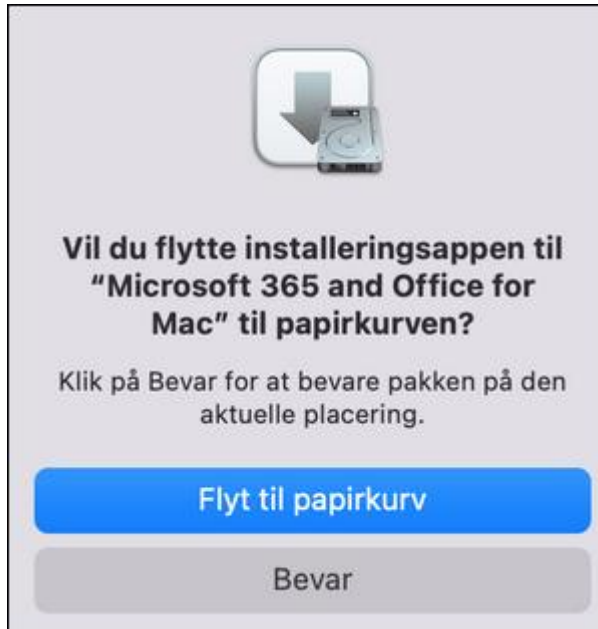 Vil du flytte installeringsappen til
“Microsoft 365 and Office for
Mac” til papirkurven?
Klik på Bevar for at bevare pakken på den
aktuelle placering.
Flyt til papirkurv
Bevar